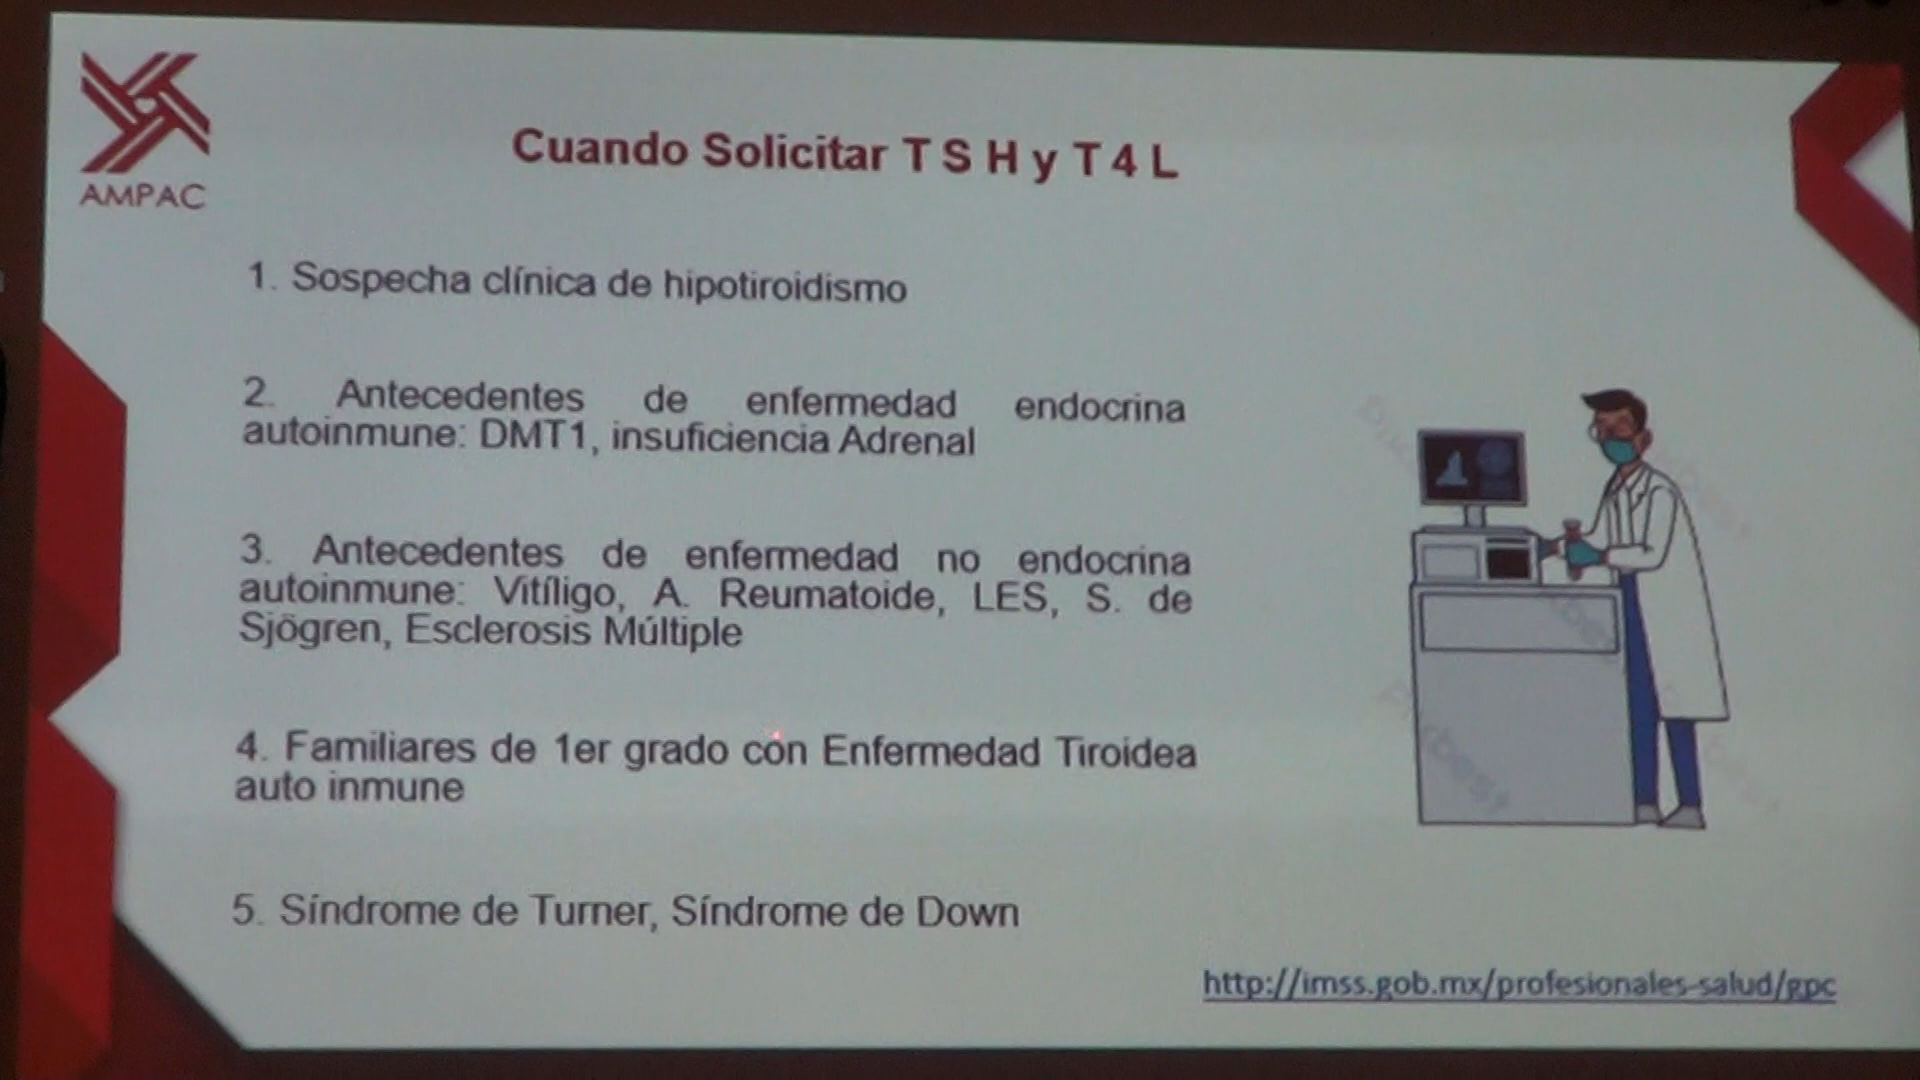 AMPAC
Cuando Solicitar T S H y T 4 L
1. Sospecha clínica de hipotiroidismo
2. Antecedentes de enfermedad endocrina
autoinmune: DMT1, insuficiencia Adrenal
3. Antecedentes de enfermedad no endocrina
autoinmune: Vitíligo, A. Reumatoide, LES, S. de
Sjögren, Esclerosis Múltiple
4. Familiares de 1er grado con Enfermedad Tiroidea
auto inmune
5. Síndrome de Turner, Síndrome de Down
http://imss.gob.mx/profesionales-salud/gpc